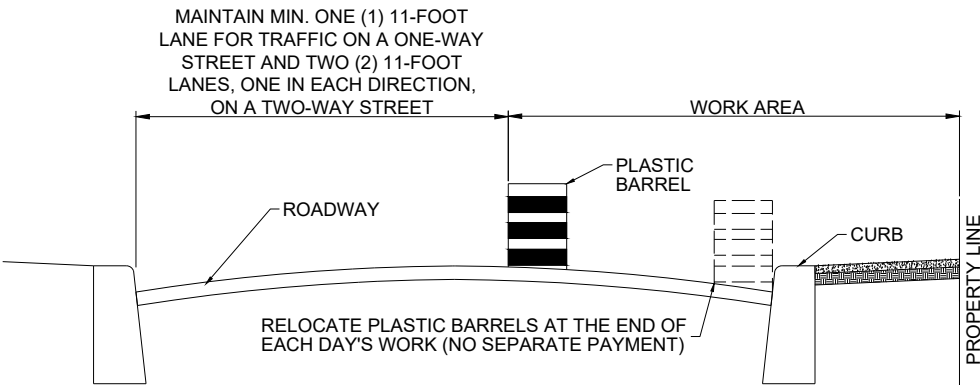 MAINTAIN MIN. ONE (1) 11-FOOT
LANE FOR TRAFFIC ON A ONE-WAY
STREET AND TWO (2) 11-FOOT
LANES, ONE IN EACH DIRECTION,
ON A TWO-WAY STREET
WORK AREA
PLASTIC
BARREL
ROADWAY
CURB
PROPERTY LINE
RELOCATE PLASTIC BARRELS AT THE END OF
EACH DAY'S WORK (NO SEPARATE PAYMENT)